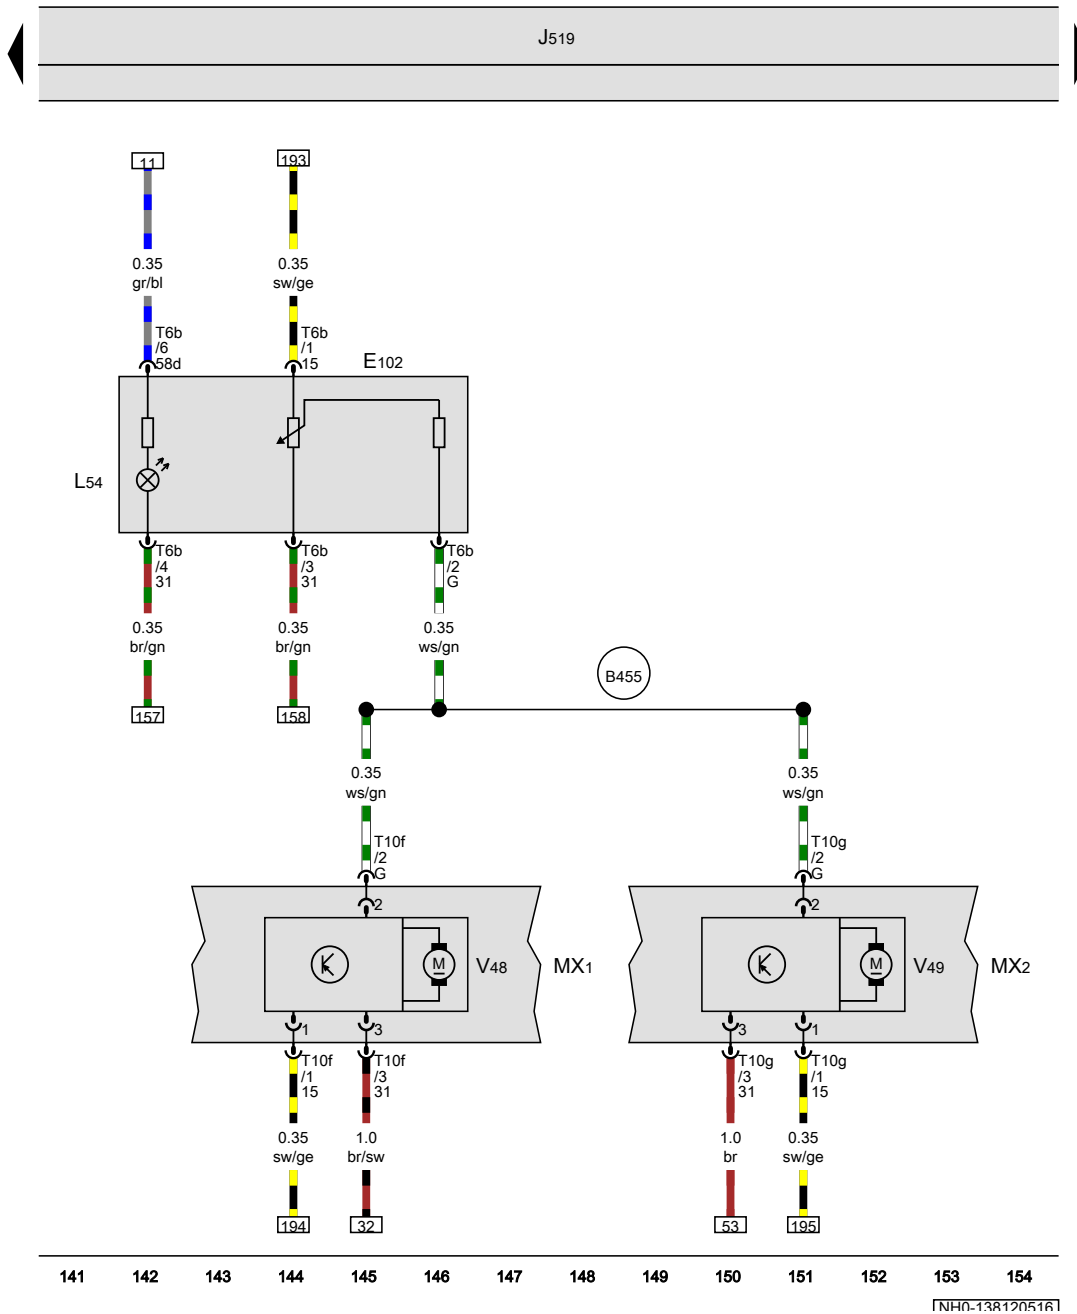 J519
11
193
0.35
gr/bl
0.35
sw/ge
T6b
/6
58d
T6b
/1
15
E102
L54
T6b
/4
31
T6b
/3
31
T6b
/2
G
0.35
br/gn
0.35
br/gn
0.35
ws/gn
B455
157
158
0.35
ws/gn
0.35
ws/gn
T10f
/2
G
T10g
/2
G
2
2
M
V48
MX1
M
V49
MX2
1
3
3
1
T10f
/1
15
T10f
/3
31
T10g
/3
31
T10g
/1
15
0.35
sw/ge
1.0
br/sw
1.0
br
0.35
sw/ge
194
32
53
195
141 142 143 144 145 146 147 148 149 150 151 152 153 154
NH0-138120516